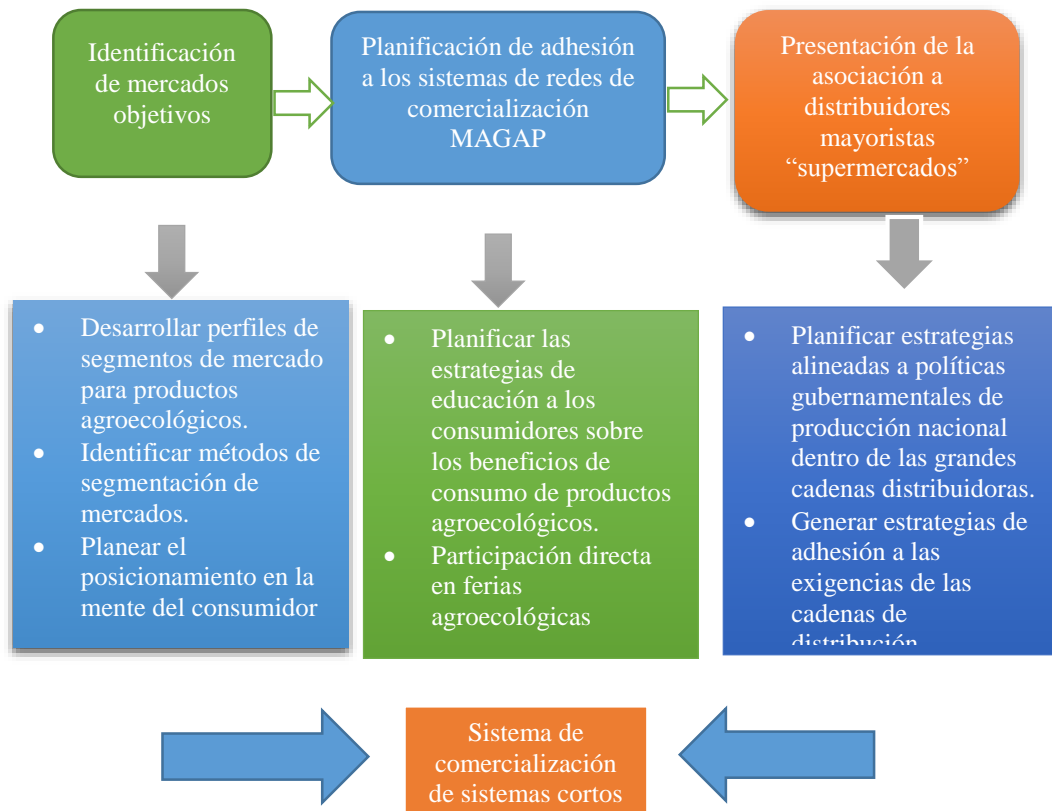 Identificación
de mercados
objetivos
Planificación de adhesión
a los sistemas de redes de
comercialización
MAGAP
Presentación de la
asociación a
distribuidores
mayoristas
“supermercados”
• Desarrollar perfiles de
segmentos de mercado
para productos
agroecológicos.
• Identificar métodos de
segmentación de
mercados.
• Planear el
posicionamiento en la
mente del consumidor
• Planificar las
estrategias de
educación a los
consumidores sobre
los beneficios de
consumo de productos
agroecológicos.
• Participación directa
en ferias
agroecológicas
• Planificar estrategias
alineadas a políticas
gubernamentales de
producción nacional
dentro de las grandes
cadenas distribuidoras.
• Generar estrategias de
adhesión a las
exigencias de las
cadenas de
distribución
Sistema de
comercialización
de sistemas cortos